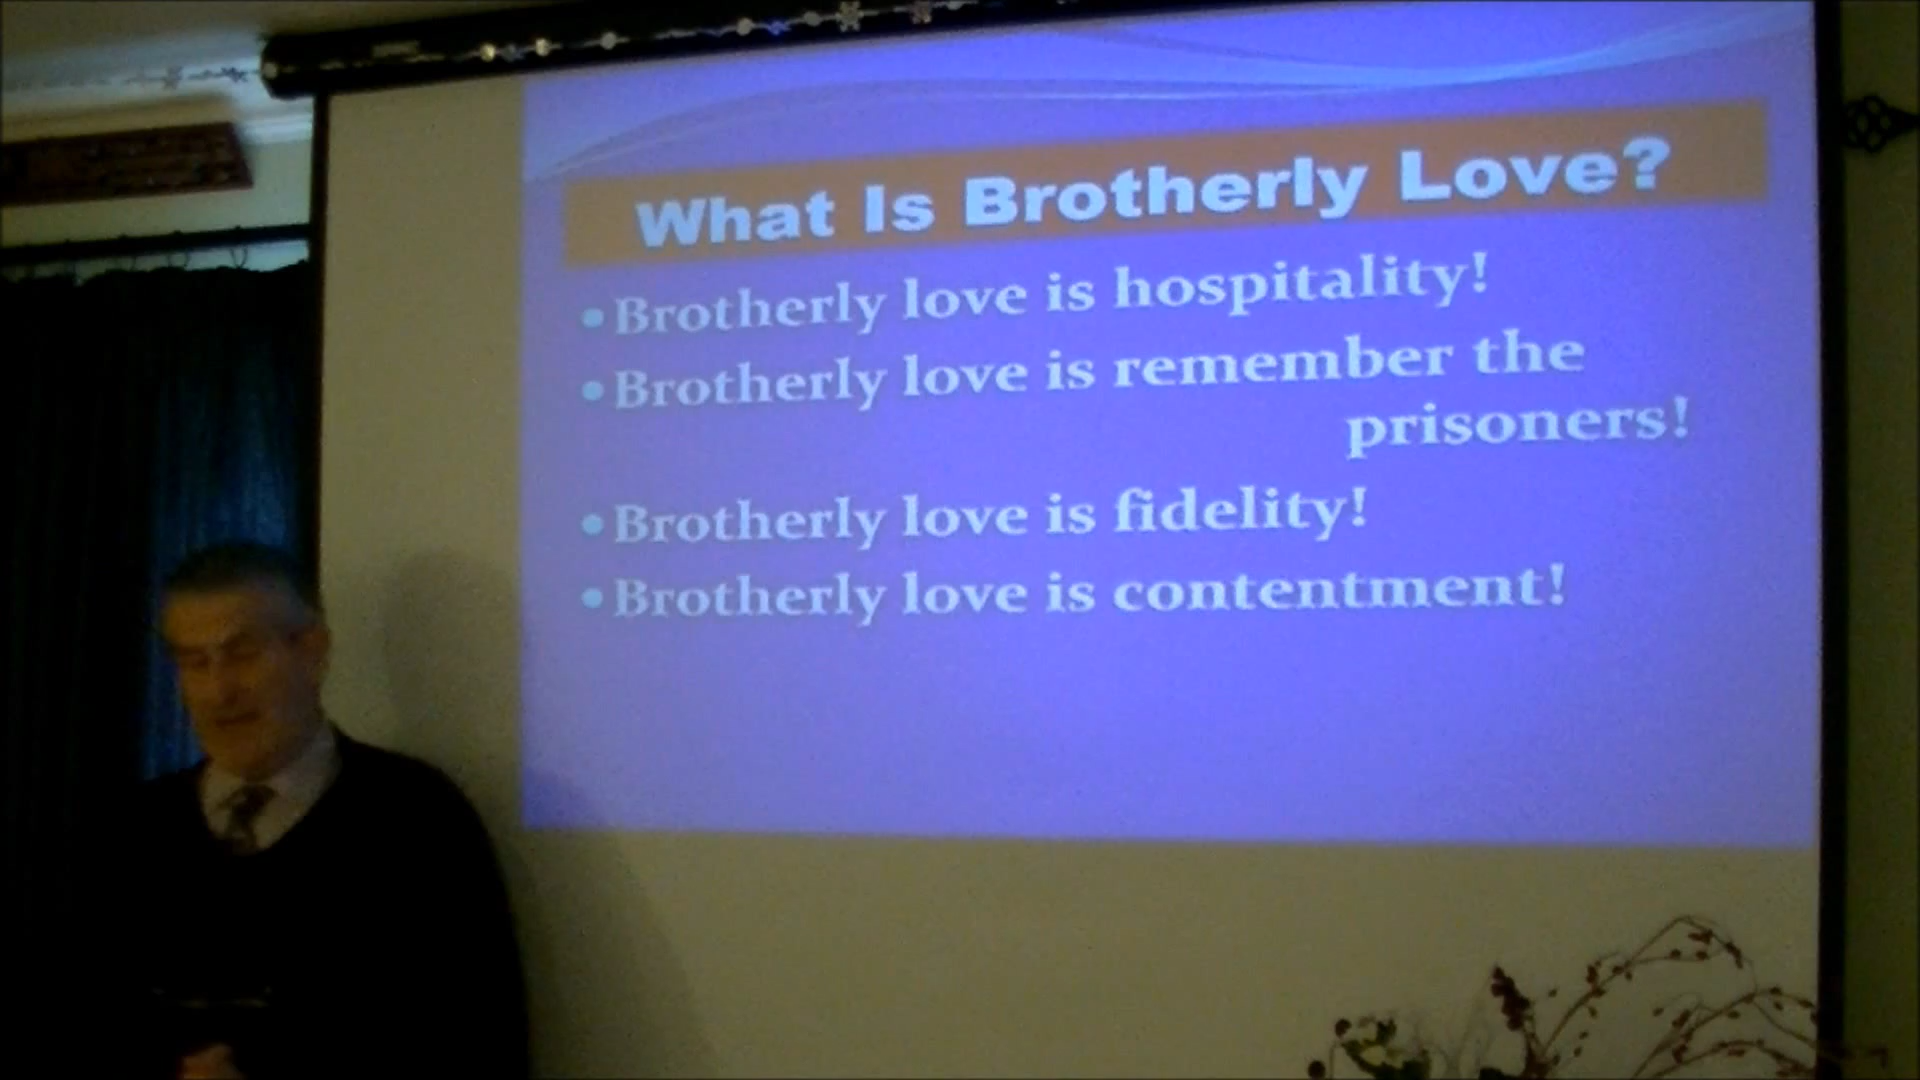 What Is Brotherly Love?
•Brotherly love is hospitality!
•Brotherly love is remember the
prisoners!
•Brotherly love is fidelity!
•Brotherly love is contentment!